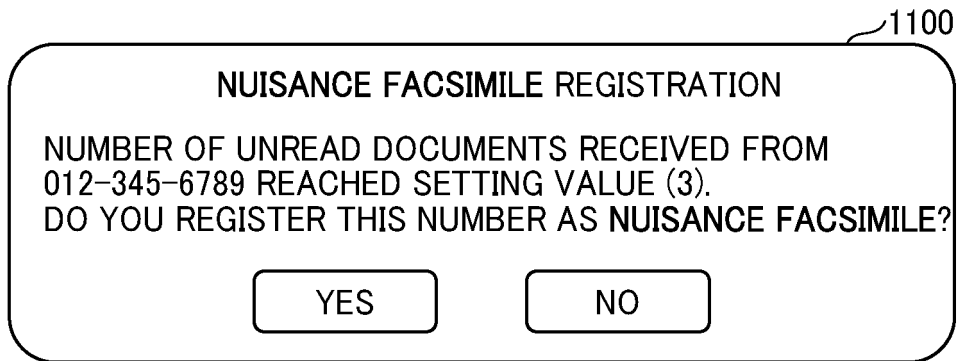 1100
NUISANCE FACSIMILE REGISTRATION
NUMBER OF UNREAD DOCUMENTS RECEIVED FROM
012-345-6789 REACHED SETTING VALUE (3).
DO YOU REGISTER THIS NUMBER AS NUISANCE FACSIMILE?
YES NO